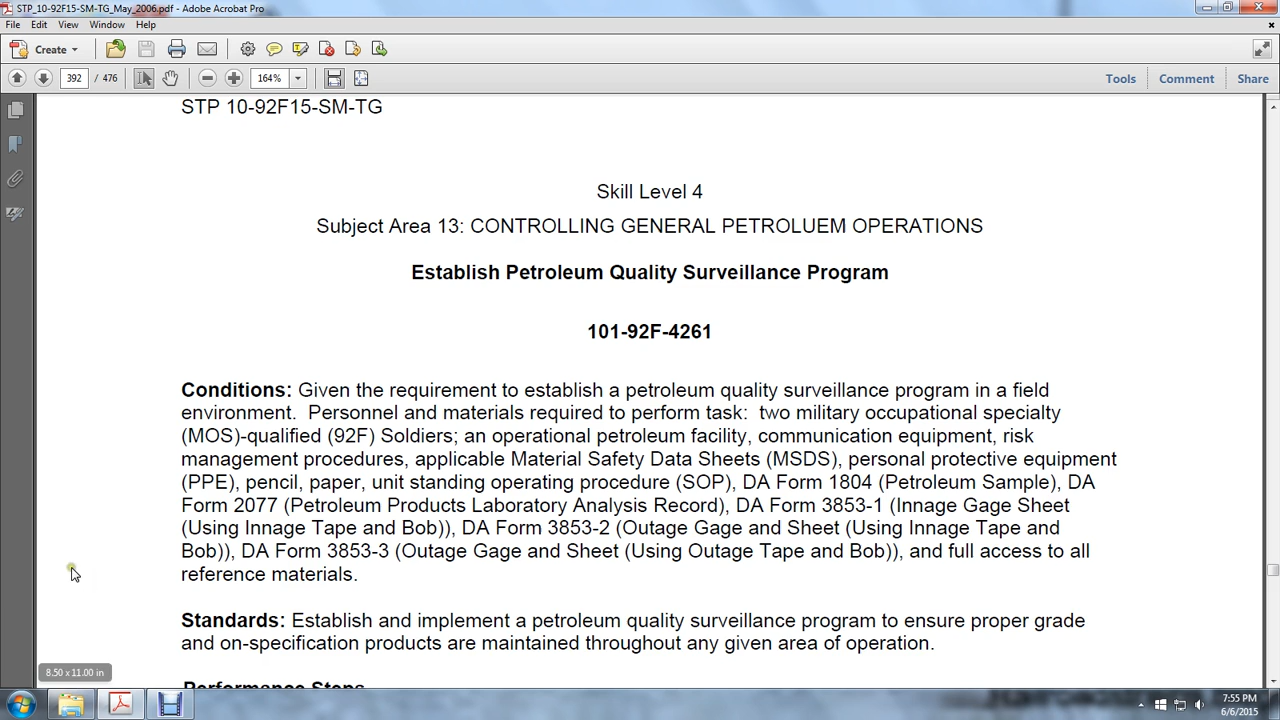 STP_10-92F15-SM-TG_May_2006.pdf - Adobe Acrobat Pro
File Edit View Window Help
Create
392 / 476 164% Tools Comment Share
STP 10-92F15-SM-TG
Skill Level 4
Subject Area 13: CONTROLLING GENERAL PETROLUEM OPERATIONS
Establish Petroleum Quality Surveillance Program
101-92F-4261
Conditions: Given the requirement to establish a petroleum quality surveillance program in a field
environment. Personnel and materials required to perform task: two military occupational specialty
(MOS)-qualified (92F) Soldiers; an operational petroleum facility, communication equipment, risk
management procedures, applicable Material Safety Data Sheets (MSDS), personal protective equipment
(PPE), pencil, paper, unit standing operating procedure (SOP), DA Form 1804 (Petroleum Sample), DA
Form 2077 (Petroleum Products Laboratory Analysis Record), DA Form 3853-1 (Innage Gage Sheet
(Using Innage Tape and Bob)), DA Form 3853-2 (Outage Gage and Sheet (Using Innage Tape and
Bob)), DA Form 3853-3 (Outage Gage and Sheet (Using Outage Tape and Bob)), and full access to all
reference materials.
Standards: Establish and implement a petroleum quality surveillance program to ensure proper grade
and on-specification products are maintained throughout any given area of operation.
Performance Steps
8.50 x 11.00 in
7:55 PM
6/6/2015